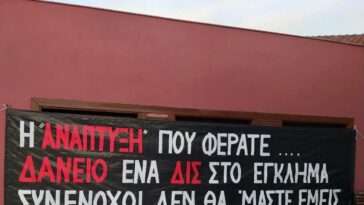 Η "ΑΝΑΠΤΥΞΗ" ΠΟΥ ΦΕΡΑΤΕ ....
ΔΑΝΕΙΟ ΕΝΑ ΔΙΣ ΣΤΟ ΕΓΚΛΗΜΑ
ΣΥΝΕΝΟΧΟΙ ΔΕΝ ΘΑ 'ΜΑΣΤΕ ΕΜΕΙΣ